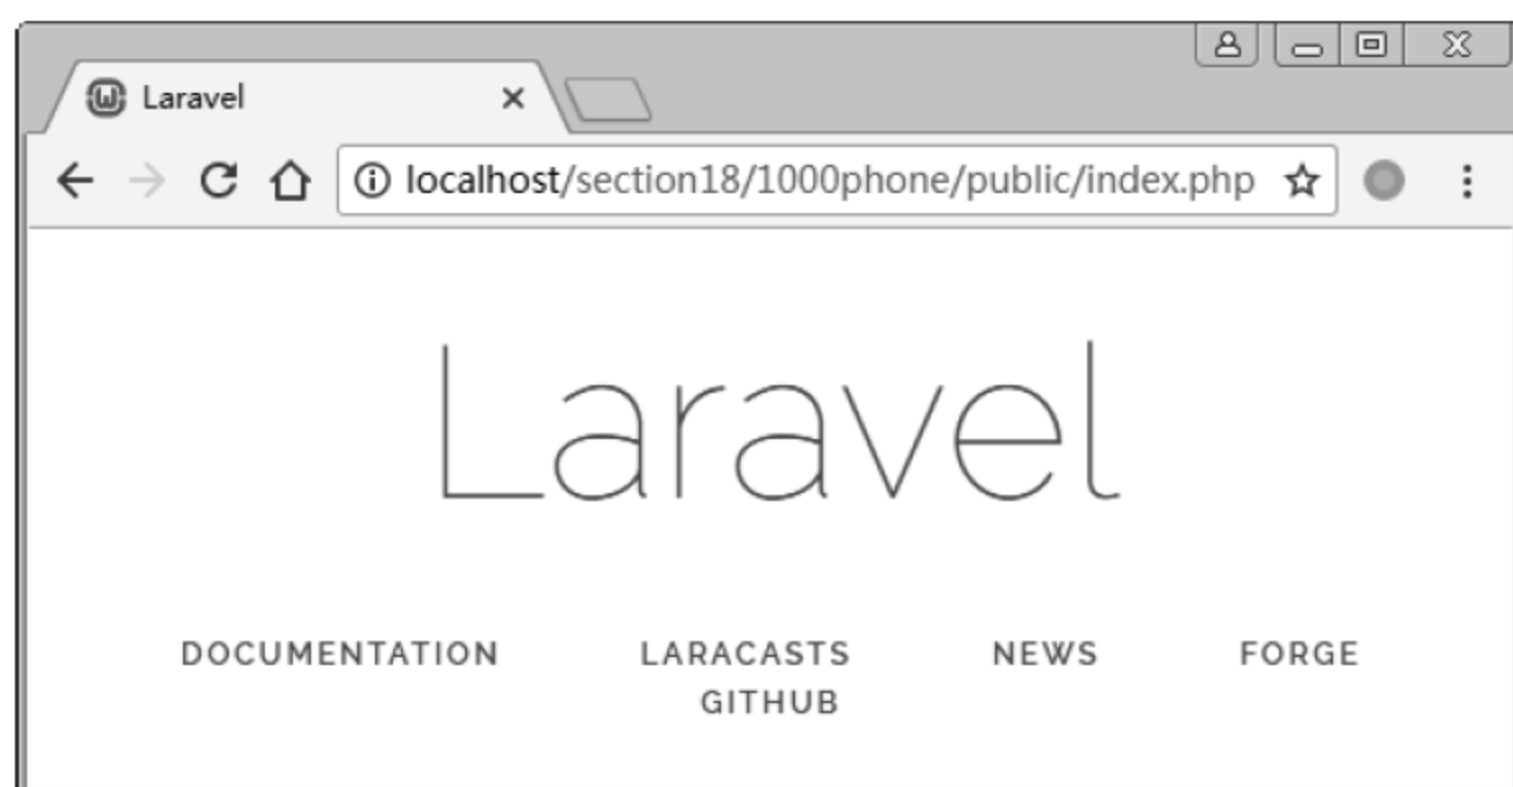 Laravel
localhost/section18/1000phone/public/index.php
Laravel
DOCUMENTATION LARACASTS NEWS FORGE
GITHUB